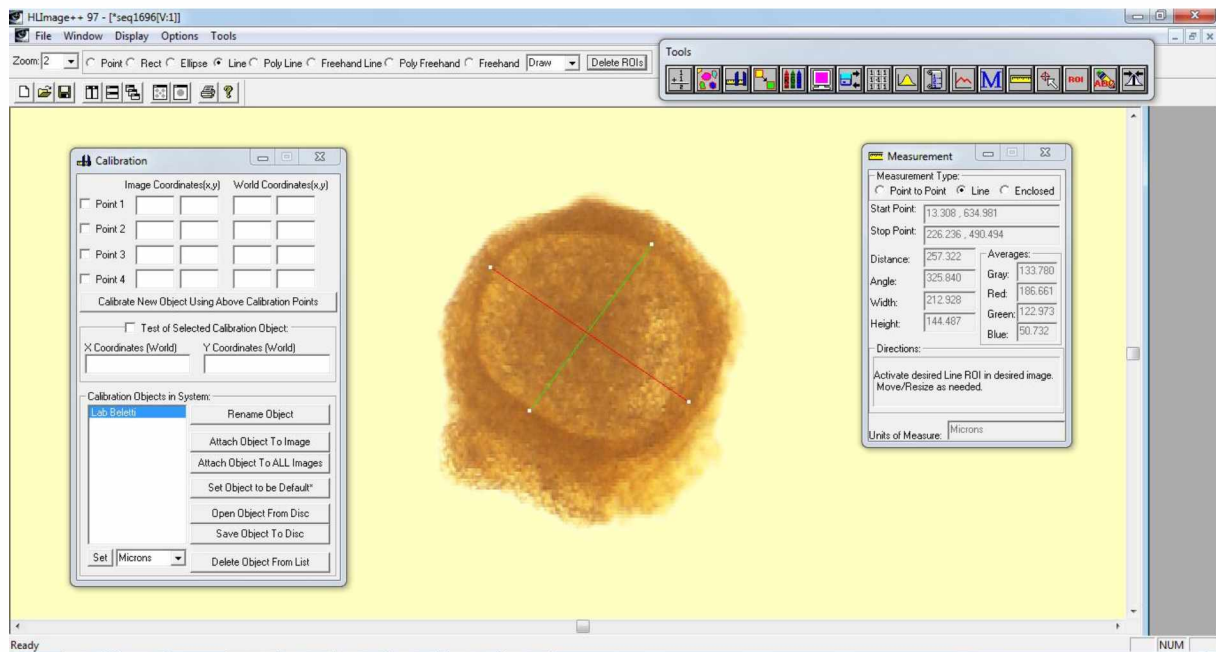 HLImage++ 97 - [*seq1696[V:1]]
File Window Display Options Tools
Zoom: 2 Point Rect Ellipse Line Poly Line Freehand Line Poly Freehand Freehand Draw Delete ROIs
Tools
M ROI ABC
Calibration
Image Coordinates(x,y) World Coordinates(x,y)
Point 1
Point 2
Point 3
Point 4
Calibrate New Object Using Above Calibration Points
Test of Selected Calibration Object:
X Coordinates (World) Y Coordinates (World)
Calibration Objects in System:
Lab Beletti
Rename Object
Attach Object To Image
Attach Object To ALL Images
Set Object to be Default*
Open Object From Disc
Save Object To Disc
Set Microns Delete Object From List
Measurement
Measurement Type:
Point to Point Line Enclosed
Start Point: 13.308 , 634.981
Stop Point: 226.236 , 490.494
Distance: 257.322
Angle: 325.840
Width: 212.928
Height: 144.487
Averages:
Gray: 133.780
Red: 186.661
Green: 122.973
Blue: 50.732
Directions:
Activate desired Line ROI in desired image.
Move/Resize as needed.
Units of Measure: Microns
Ready NUM